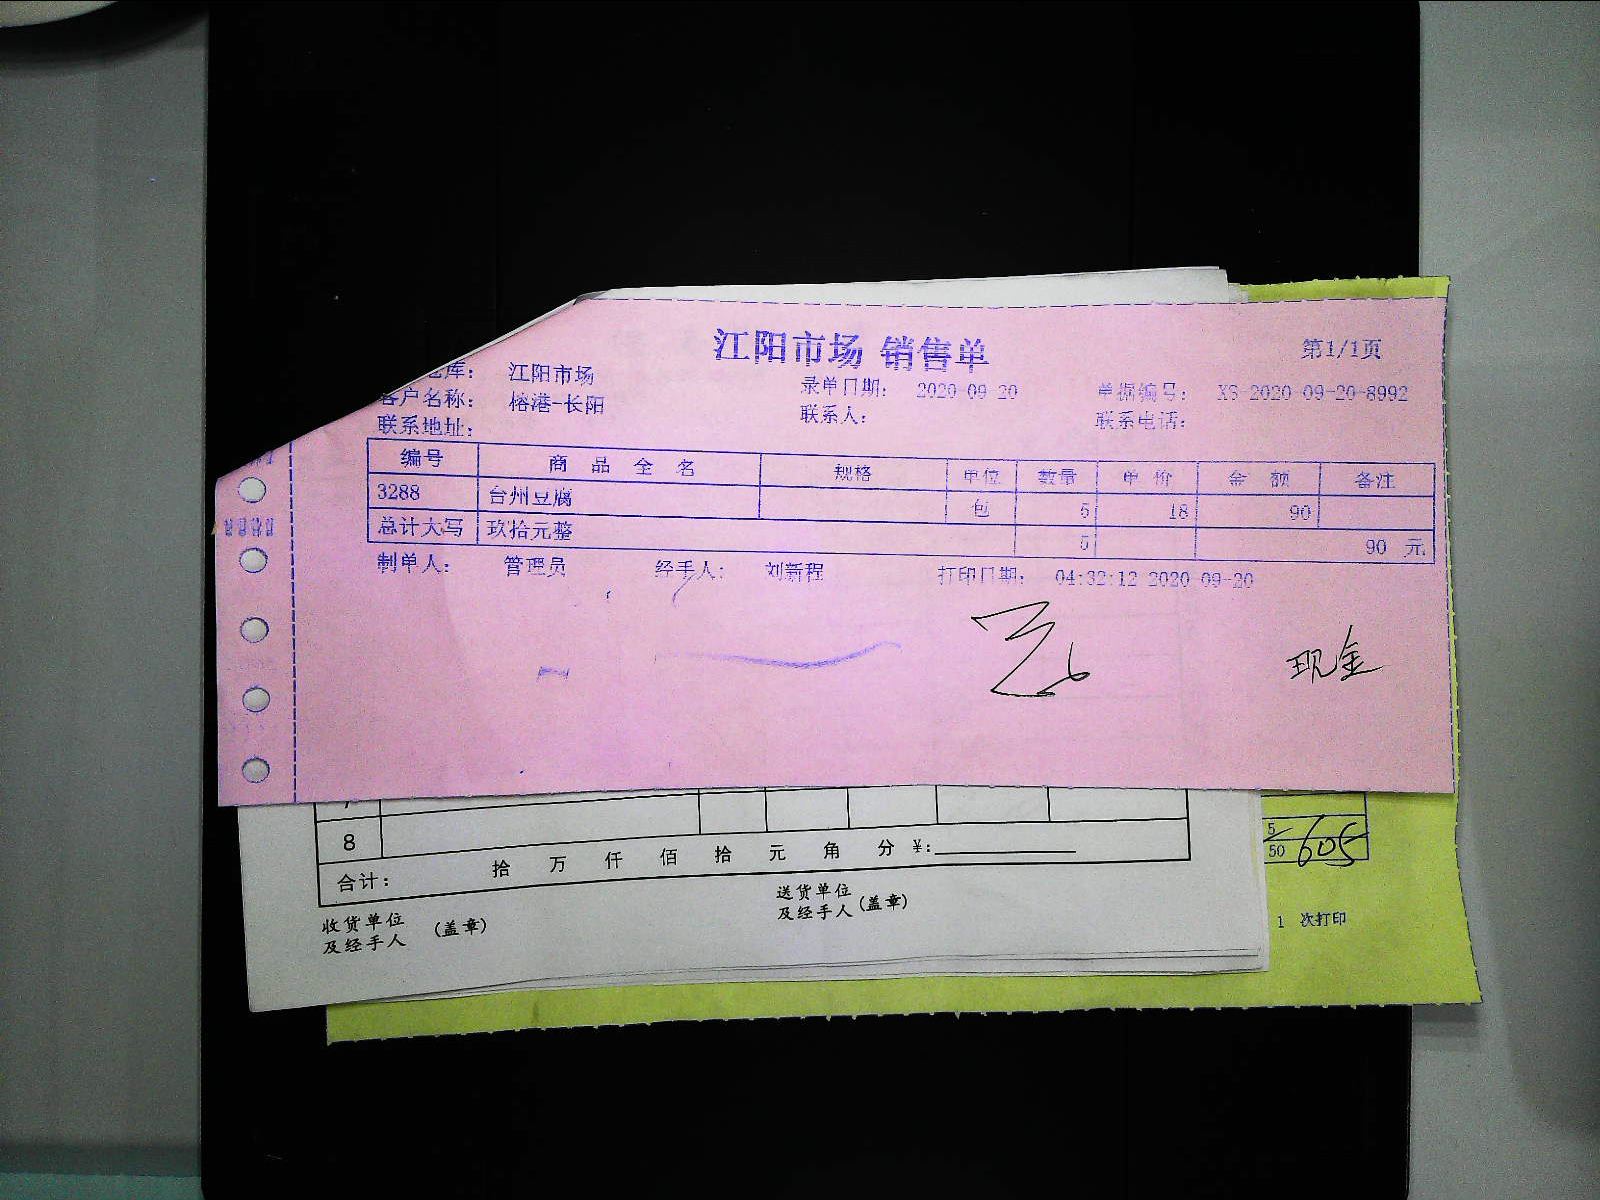 江阳市场 销售单
第1/1页
仓库： 江阳市场
录单日期： 2020-09-20
单据编号： XS-2020-09-20-8992
客户名称： 榕港-长阳
联系人：
联系电话：
联系地址：
编号 商品全名 规格 单位 数量 单价 金额 备注
3288 台州豆腐 包 5 18 90
总计大写 玖拾元整 5 90 元
制单人： 管理员 经手人： 刘新程 打印日期： 04:32:12 2020-09-20
现金
8
合计： 拾 万 仟 佰 拾 元 角 分 ¥：
收货单位
及经手人 （盖章）
送货单位
及经手人（盖章）
5
50 605
1 次打印